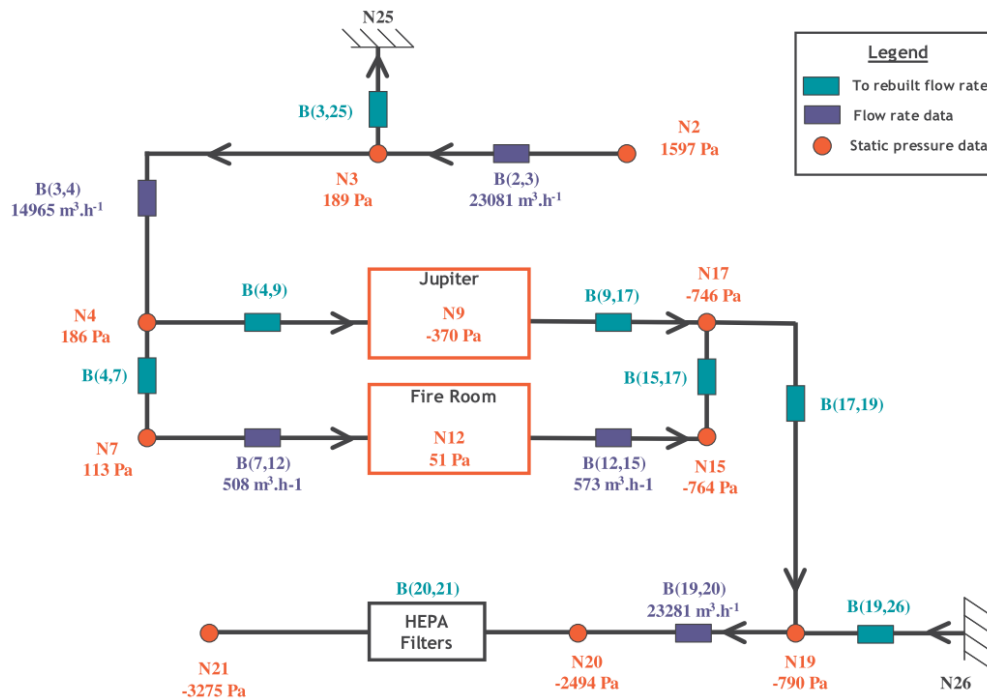 N25
Legend
To rebuilt flow rate
Flow rate data
Static pressure data
B(3,25)
N2
1597 Pa
N3
189 Pa
B(2,3)
23081 m³.h⁻¹
B(3,4)
14965 m³.h⁻¹
N4
186 Pa
B(4,9)
Jupiter
N9
-370 Pa
B(9,17)
N17
-746 Pa
B(4,7)
B(15,17)
B(17,19)
Fire Room
N12
51 Pa
N7
113 Pa
B(7,12)
508 m³.h-1
B(12,15)
573 m³.h-1
N15
-764 Pa
B(20,21)
HEPA
Filters
B(19,20)
23281 m³.h⁻¹
B(19,26)
N21
-3275 Pa
N20
-2494 Pa
N19
-790 Pa
N26